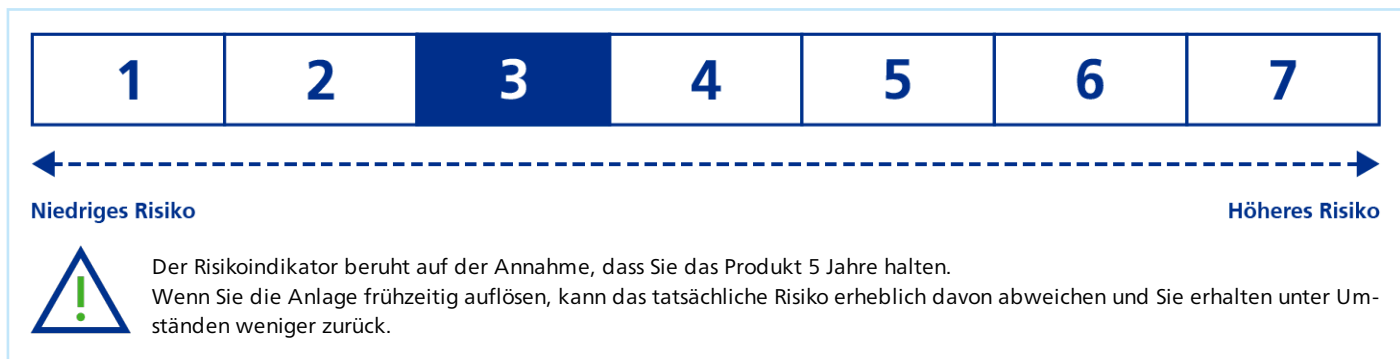 1 2 3 4 5 6 7
Niedriges Risiko Höheres Risiko
Der Risikoindikator beruht auf der Annahme, dass Sie das Produkt 5 Jahre halten.
Wenn Sie die Anlage frühzeitig auflösen, kann das tatsächliche Risiko erheblich davon abweichen und Sie erhalten unter Um-
ständen weniger zurück.